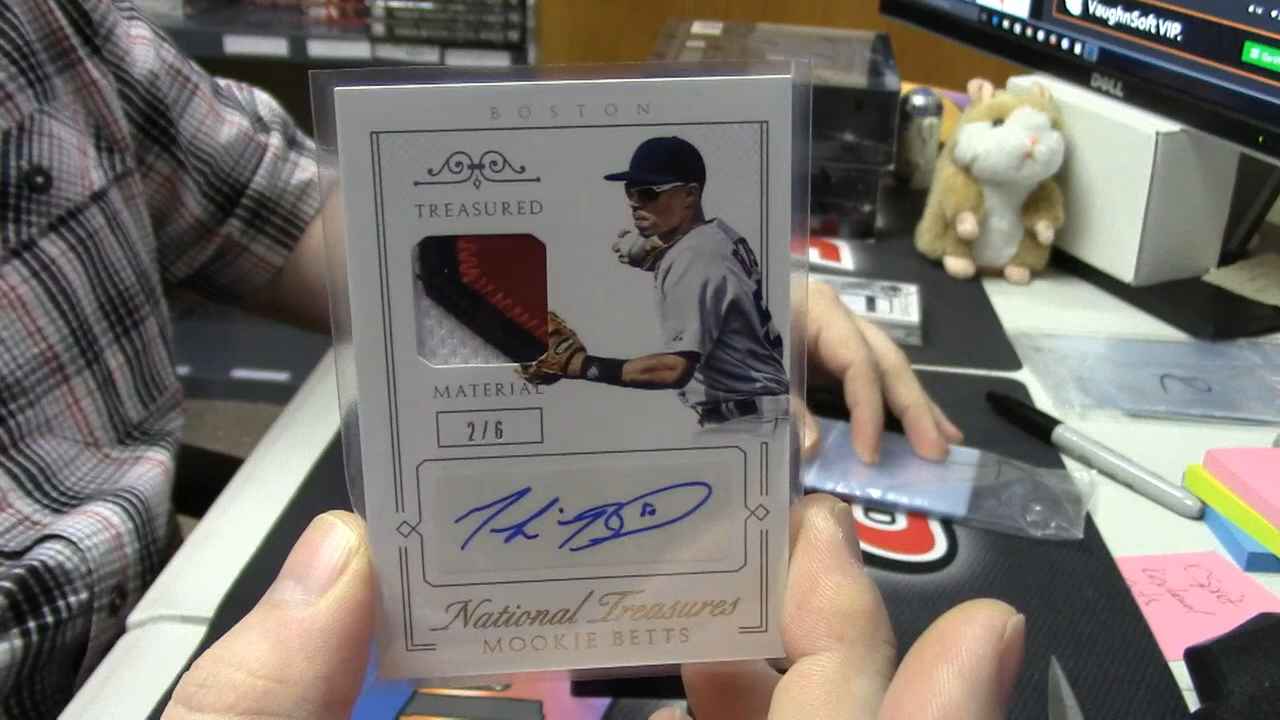 BOSTON
TREASURED
MATERIAL
2/6
National Treasures
MOOKIE BETTS
VaughnSoft VIP.
DELL